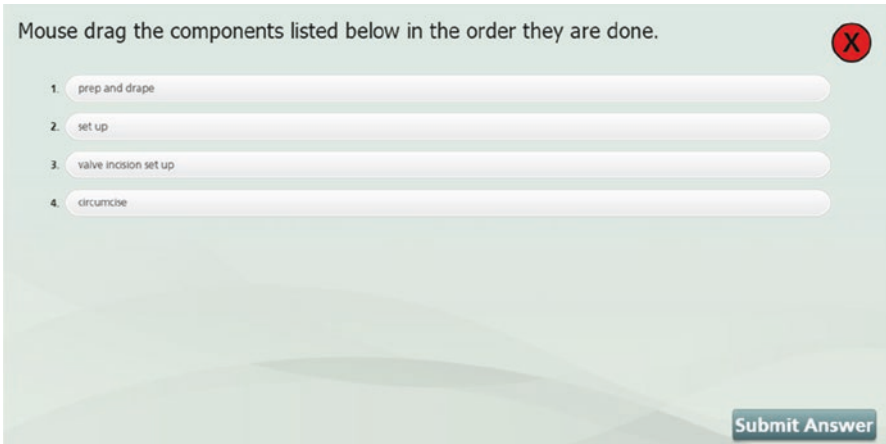 Mouse drag the components listed below in the order they are done.
X
1. prep and drape
2. set up
3. valve incision set up
4. circumcise
Submit Answer